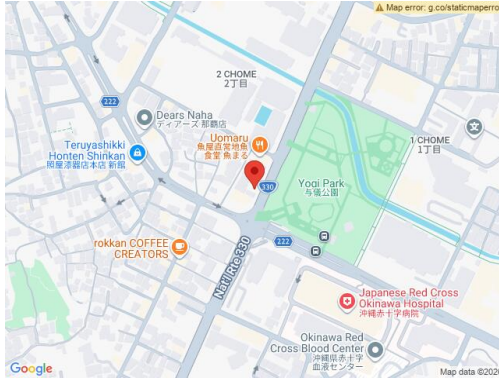 Map error: g.co/staticmaperro
2 CHOME
2丁目
222
Dears Naha
ディアーズ 那覇店
Uomaru
魚屋直営地魚
食堂 魚まる
Teruyashikki
Honten Shinkan
照屋漆器店本店 新館
1 CHOME
1丁目
330
Yogi Park
与儀公園
rokkan COFFEE
CREATORS
Nat'l Rte 330
222
Japanese Red Cross
Okinawa Hospital
沖縄赤十字病院
Okinawa Red
Cross Blood Center
沖縄県赤十字
血液センター
Google
Map data ©202